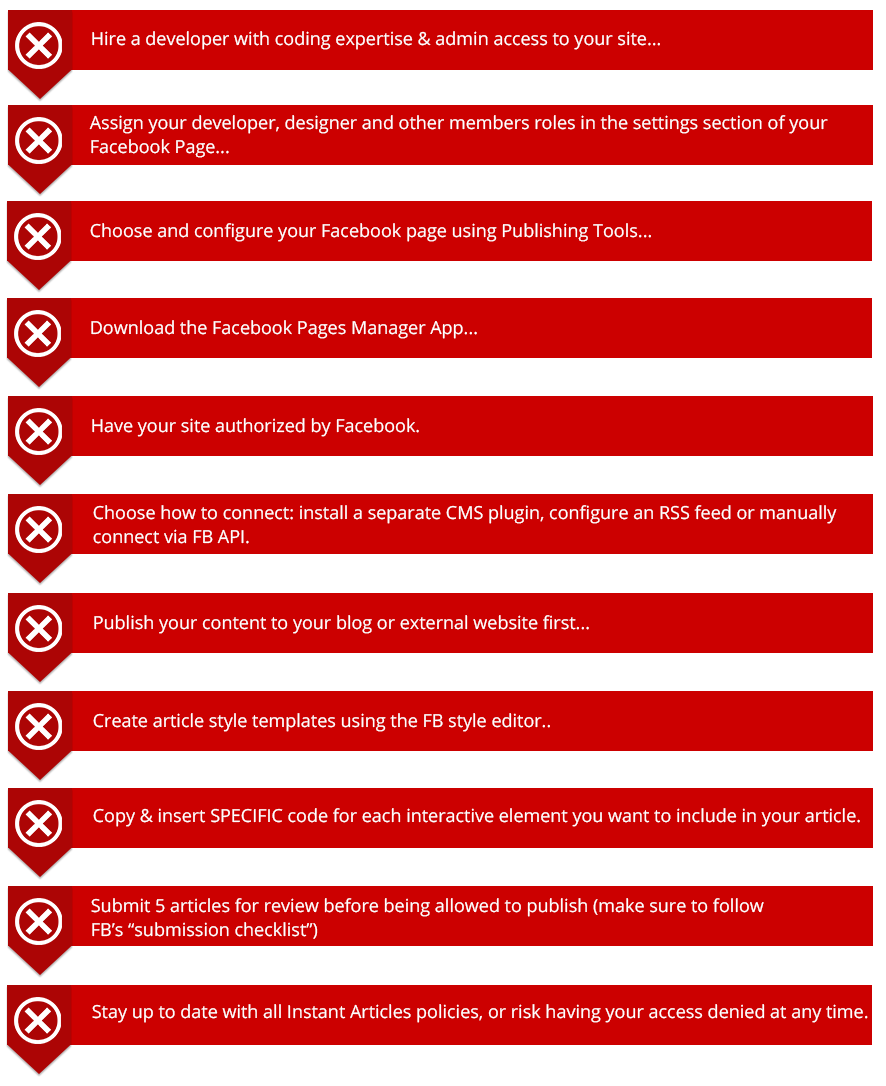 Hire a developer with coding expertise & admin access to your site...
Assign your developer, designer and other members roles in the settings section of your
Facebook Page...
Choose and configure your Facebook page using Publishing Tools...
Download the Facebook Pages Manager App...
Have your site authorized by Facebook.
Choose how to connect: install a separate CMS plugin, configure an RSS feed or manually
connect via FB API.
Publish your content to your blog or external website first...
Create article style templates using the FB style editor..
Copy & insert SPECIFIC code for each interactive element you want to include in your article.
Submit 5 articles for review before being allowed to publish (make sure to follow
FB’s “submission checklist”)
Stay up to date with all Instant Articles policies, or risk having your access denied at any time.